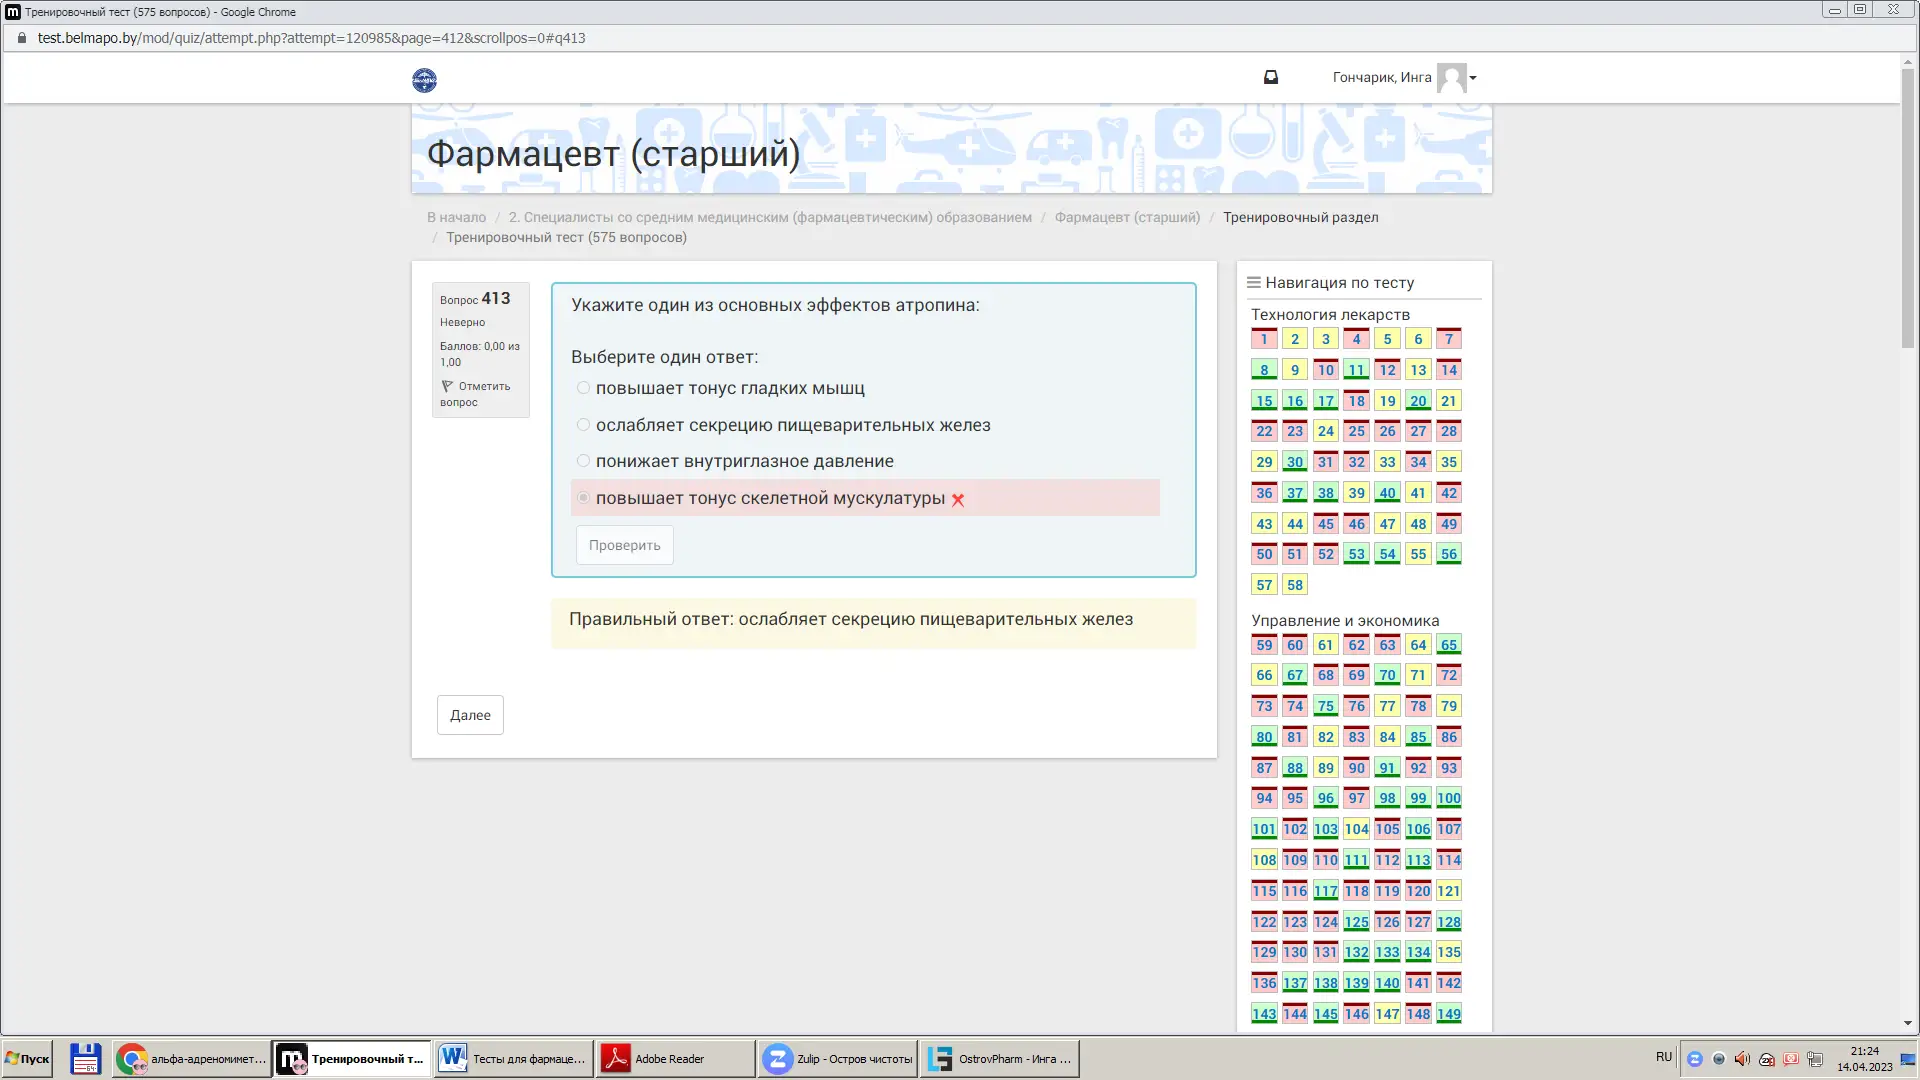 Тренировочный тест (575 вопросов) - Google Chrome
test.belmapo.by/mod/quiz/attempt.php?attempt=120985&page=412&scrollpos=0#q413
Гончарик, Инга
Фармацевт (старший)
В начало / 2. Специалисты со средним медицинским (фармацевтическим) образованием / Фармацевт (старший) / Тренировочный раздел
/ Тренировочный тест (575 вопросов)
Вопрос 413
Неверно
Баллов: 0,00 из
1,00
Отметить
вопрос
Укажите один из основных эффектов атропина:
Выберите один ответ:
повышает тонус гладких мышц
ослабляет секрецию пищеварительных желез
понижает внутриглазное давление
повышает тонус скелетной мускулатуры
Проверить
Правильный ответ: ослабляет секрецию пищеварительных желез
Далее
Навигация по тесту
Технология лекарств
1 2 3 4 5 6 7
8 9 10 11 12 13 14
15 16 17 18 19 20 21
22 23 24 25 26 27 28
29 30 31 32 33 34 35
36 37 38 39 40 41 42
43 44 45 46 47 48 49
50 51 52 53 54 55 56
57 58
Управление и экономика
59 60 61 62 63 64 65
66 67 68 69 70 71 72
73 74 75 76 77 78 79
80 81 82 83 84 85 86
87 88 89 90 91 92 93
94 95 96 97 98 99 100
101 102 103 104 105 106 107
108 109 110 111 112 113 114
115 116 117 118 119 120 121
122 123 124 125 126 127 128
129 130 131 132 133 134 135
136 137 138 139 140 141 142
143 144 145 146 147 148 149
Пуск
альфа-адреномимет...
Тренировочный т...
Тесты для фармаце...
Adobe Reader
Zulip - Остров чистоты
OstrovPharm - Инга ...
RU
21:24
14.04.2023